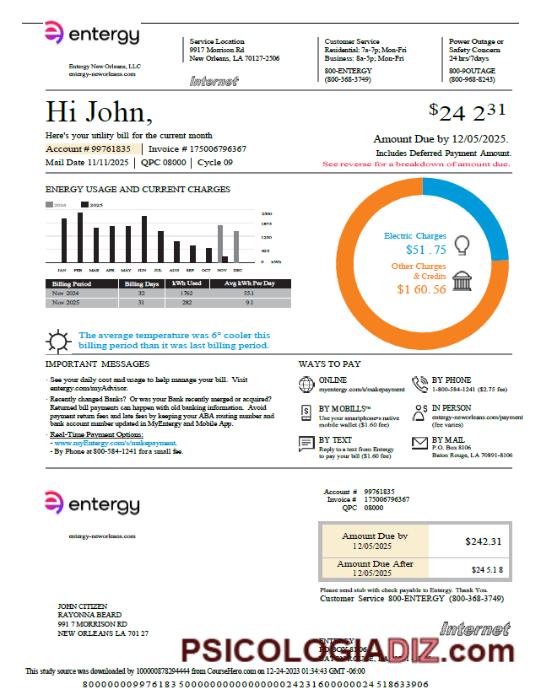 entergy
Entergy New Orleans, LLC
entergy-neworleans.com
Service Location
9917 Morrison Rd
New Orleans, LA 70127-2506
Internet
Customer Service
Residential: 7a-7p; Mon-Fri
Business; 8a-5p; Mon-Fri
800-ENTERGY
(800-368-3749)
Power Outage or
Safety Concern
24 hrs/7days
800-9OUTAGE
(800-968-8243)
Hi John,
$24 2 31
Here's your utility bill for the current month
Account # 99761835 | Invoice # 175006796367
Mail Date 11/11/2025 | QPC 08000 | Cycle 09
Amount Due by 12/05/2025.
Includes Deferred Payment Amount.
See reverse for a breakdown of amount due.
ENERGY USAGE AND CURRENT CHARGES
2024 2025
2500
1875
1250
625
0 kWh
JAN FEB MAR APR MAY JUN JUL AUG SEP OCT NOV DEC
Billing Period Billing Days kWh Used Avg kWh Per Day
Nov 2024 32 1762 55.1
Nov 2025 31 282 9.1
Electric Charges
$51 .75
Other Charges
& Credits
$1 60. 56
The average temperature was 6° cooler this
billing period than it was last billing period.
IMPORTANT MESSAGES
· See your daily cost and usage to help manage your bill. Visit
entergy.com/myAdvisor.
· Recently changed Banks? Or was your Bank recently merged or acquired?
Returned bill payments can happen with old banking information. Avoid
payment return fees and late fees by keeping your ABA routing number and
bank account number updated in MyEntergy and Mobile App.
· Real-Time Payment Options:
- www.myEntergy.com/s/makepayment.
- By Phone at 800-584-1241 for a small fee.
WAYS TO PAY
ONLINE
myentergy.com/s/makepayment
BY PHONE
1-800-584-1241 ($2.75 fee)
BY MOBILLS™
Use your smartphone's native
mobile wallet ($1.60 fee)
IN PERSON
entergy-neworleans.com/payment
(fee varies)
BY TEXT
Reply to a text from Entergy
to pay your bill ($1.60 fee)
BY MAIL
P.O. Box 8106
Baton Rouge, LA 70891-8106
entergy
entergy-neworleans.com
Account # 99761835
Invoice # 175006796367
QPC 08000
Amount Due by
12/05/2025
$242.31
Amount Due After
12/05/2025
$24 5.1 8
Please send stub with check payable to Entergy. Thank You.
Customer Service 800-ENTERGY (800-368-3749)
JOHN CITIZEN
RAYONNA BEARD
991 7 MORRISON RD
NEW ORLEANS LA 701 27
Internet
ENTERGY
PSICOLOGIADIZ.com
This study source was downloaded by 100000878294444 from CourseHero.com on 12-24-2023 01:34:43 GMT -06:00